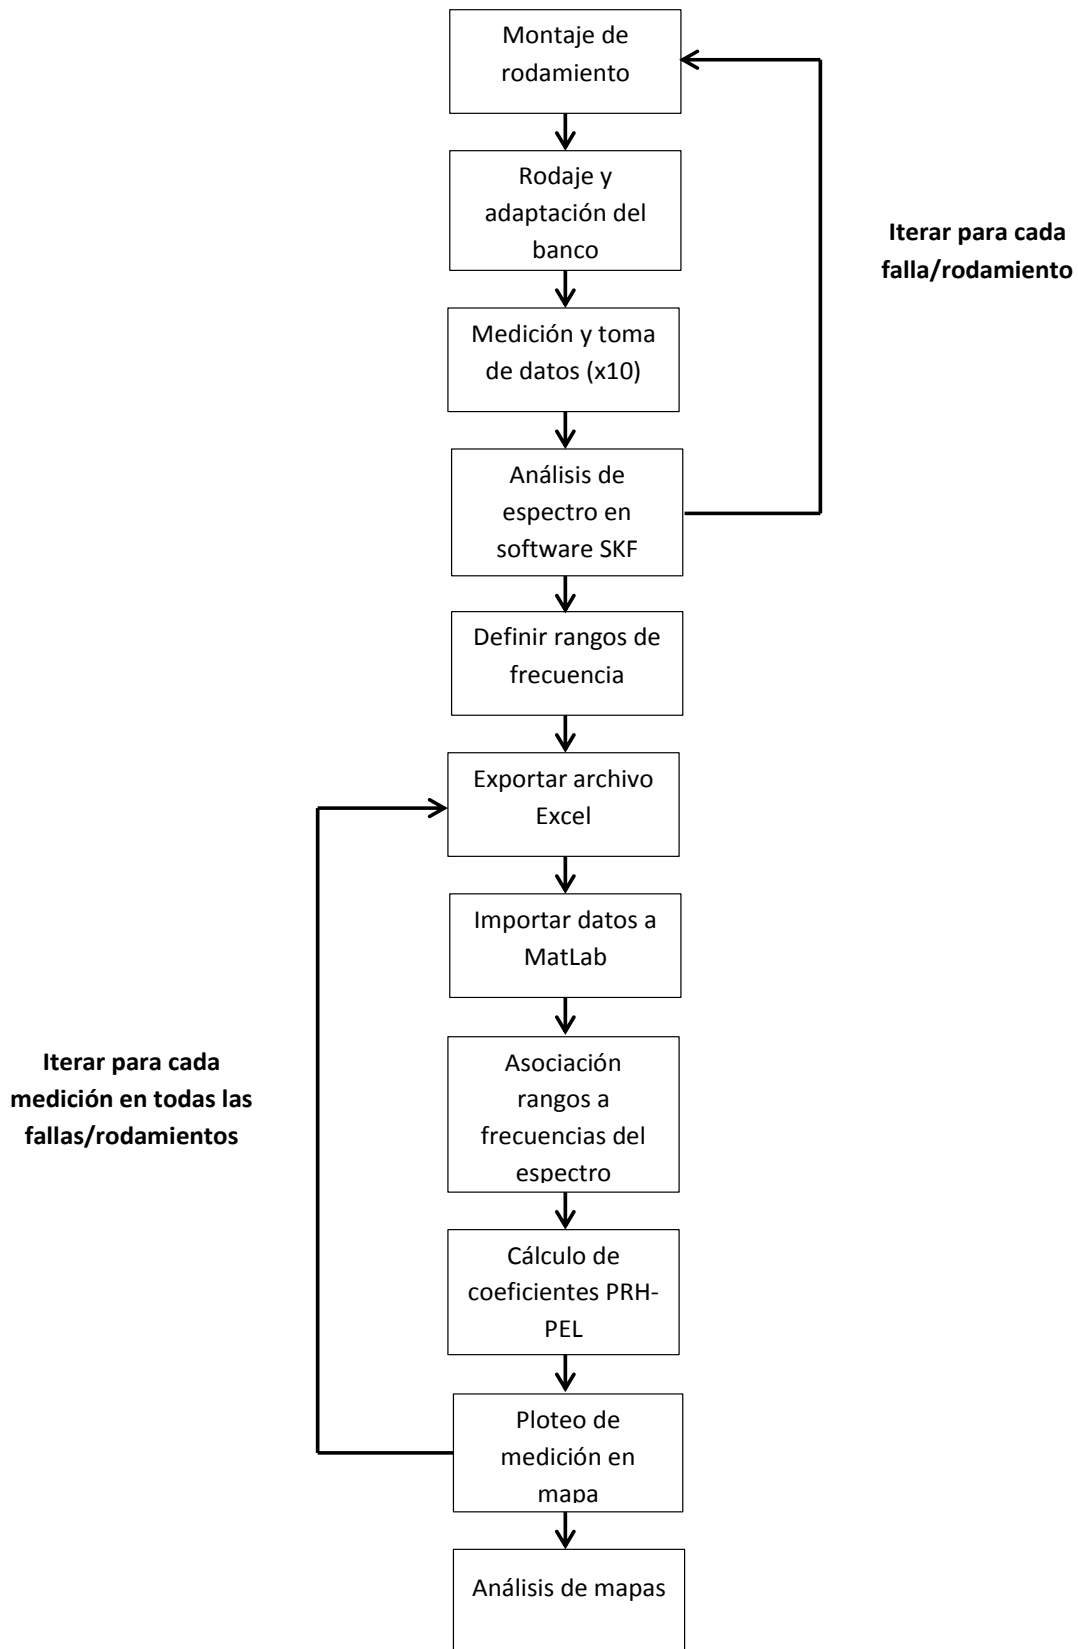 Montaje de
rodamiento
Rodaje y
adaptación del
banco
Iterar para cada
falla/rodamiento
Medición y toma
de datos (x10)
Análisis de
espectro en
software SKF
Definir rangos de
frecuencia
Exportar archivo
Excel
Importar datos a
MatLab
Iterar para cada
medición en todas las
fallas/rodamientos
Asociación
rangos a
frecuencias del
espectro
Cálculo de
coeficientes PRH-
PEL
Ploteo de
medición en
mapa
Análisis de mapas